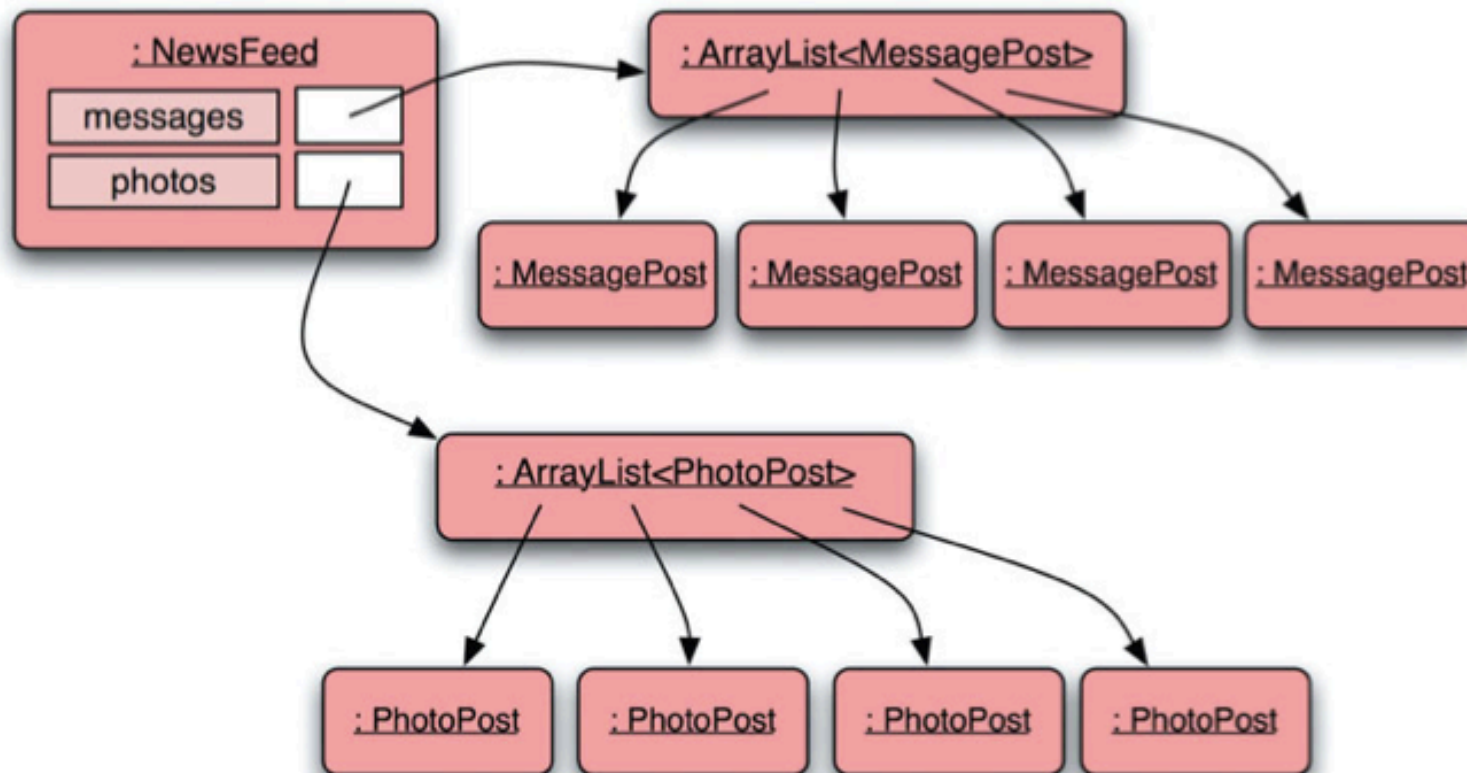 : NewsFeed
messages
photos
: ArrayList<MessagePost>
: MessagePost
: MessagePost
: MessagePost
: MessagePost
: ArrayList<PhotoPost>
: PhotoPost
: PhotoPost
: PhotoPost
: PhotoPost